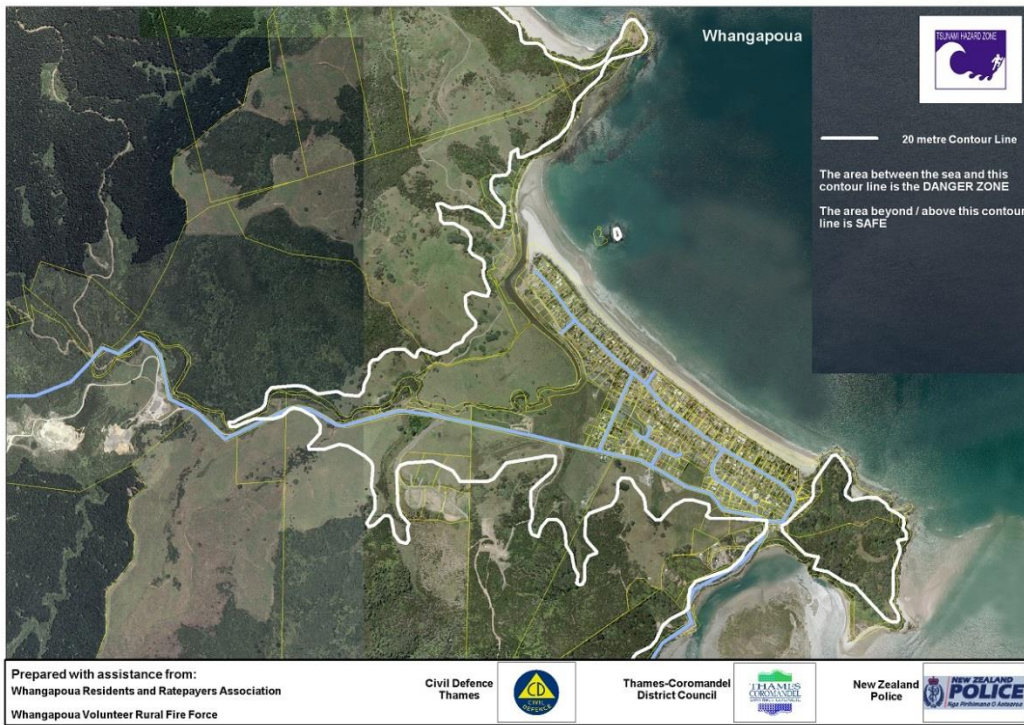 Whangapoua
TSUNAMI HAZARD ZONE
20 metre Contour Line
The area between the sea and this
contour line is the DANGER ZONE
The area beyond / above this contour
line is SAFE
Prepared with assistance from:
Whangapoua Residents and Ratepayers Association
Whangapoua Volunteer Rural Fire Force
Civil Defence
Thames
CD
CIVIL
DEFENCE
Thames-Coromandel
District Council
THAMES
COROMANDEL
DISTRICT COUNCIL
New Zealand
Police
NEW ZEALAND
POLICE
Nga Pirihimana O Aotearoa